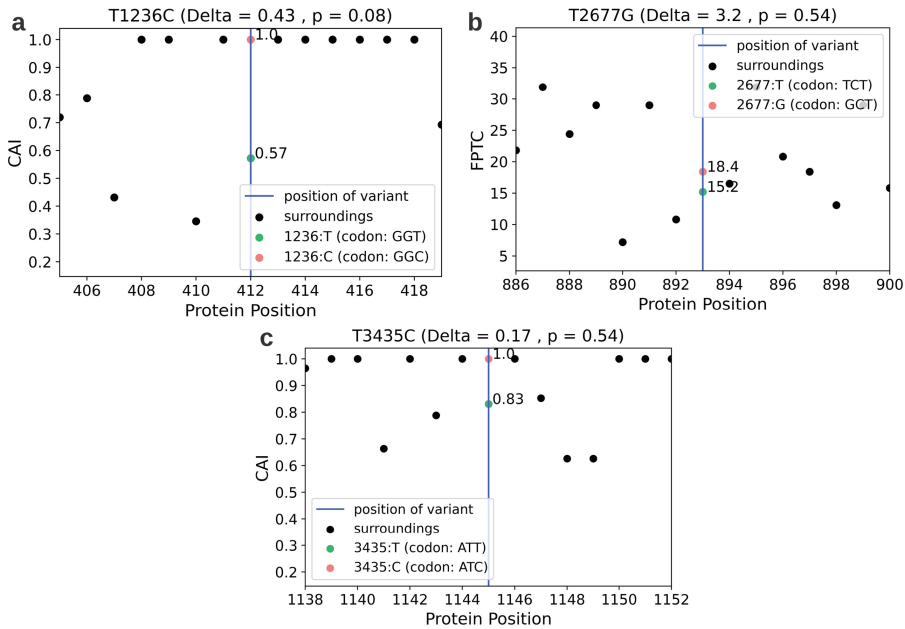 a
T1236C (Delta = 0.43 , p = 0.08)
1.0
0.9
0.8
0.7
0.6
0.5
0.4
0.3
0.2
CAI
1.0
0.57
position of variant
surroundings
1236:T (codon: GGT)
1236:C (codon: GGC)
406 408 410 412 414 416 418
Protein Position
b
T2677G (Delta = 3.2 , p = 0.54)
40
35
30
25
20
15
10
5
FPTC
position of variant
surroundings
2677:T (codon: TCT)
2677:G (codon: GCT)
18.4
15.2
886 888 890 892 894 896 898 900
Protein Position
c
T3435C (Delta = 0.17 , p = 0.54)
1.0
0.9
0.8
0.7
0.6
0.5
0.4
0.3
0.2
CAI
1.0
0.83
position of variant
surroundings
3435:T (codon: ATT)
3435:C (codon: ATC)
1138 1140 1142 1144 1146 1148 1150 1152
Protein Position